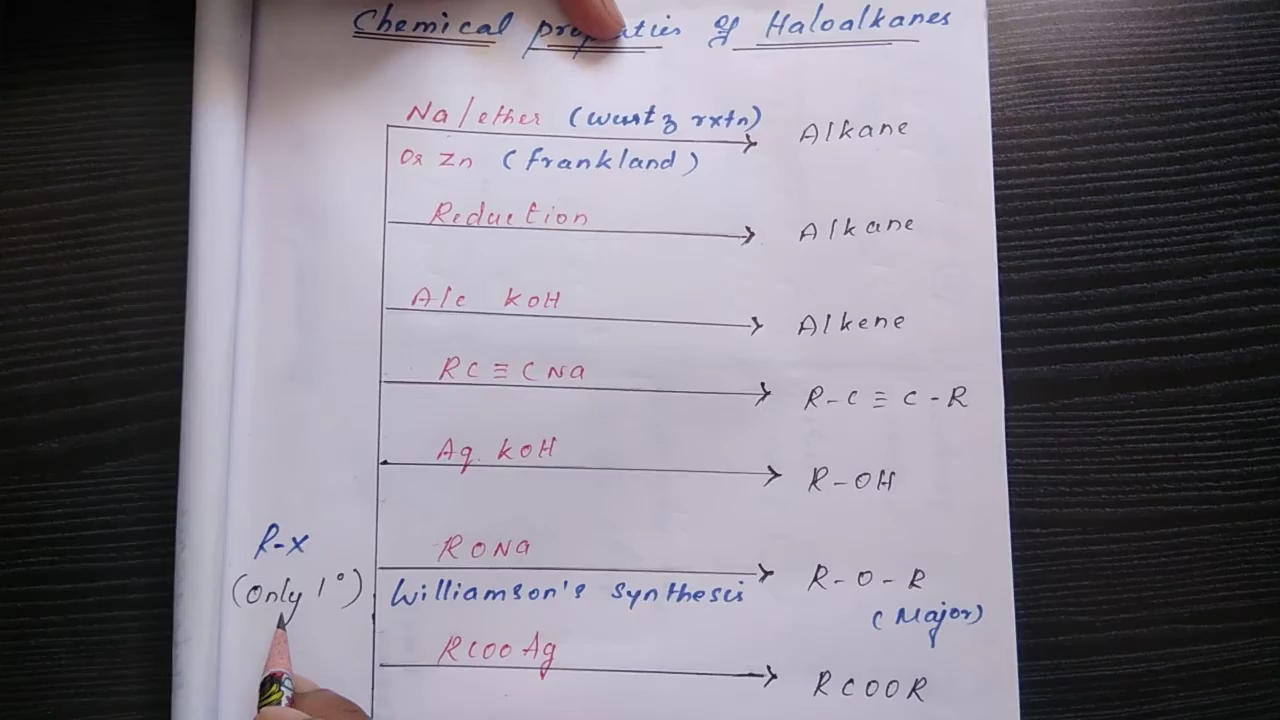 Chemical properties of Haloalkanes
Na/ether (wurtz rxtn)
Alkane
Or Zn (frankland)
Reduction
Alkane
Alc KOH
Alkene
RC≡CNa
R-C≡C-R
Aq. KOH
R-OH
R-X
(Only 1°)
RONa
R-O-R
(Major)
Williamson's Synthesis
RCOOAg
RCOOR